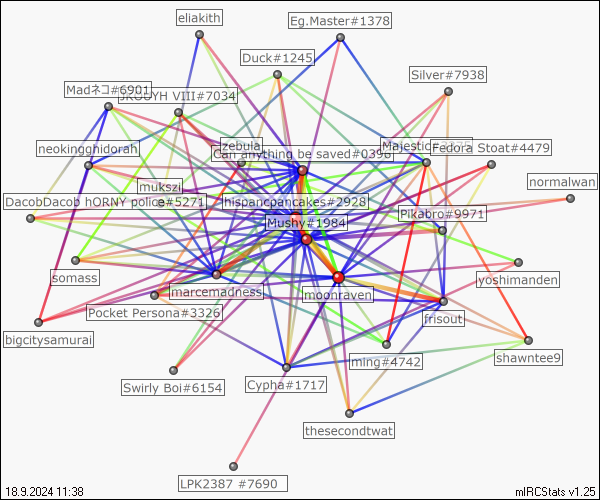 eliakith
Eg.Master#1378
Duck#1245
Silver#7938
Madネコ#6901
VIII#7034
neokingghidorah
zebula
Can anything be saved#0396
Fedora Stoat#4479
mukszi
normalwan
DacobDacob hORNY police#5271
hispancpancakes#2928
Pikabro#9971
Mushy#1984
somass
yoshimanden
marcemadness
moonraven
Pocket Persona#3326
frisout
bigcitysamurai
shawntee9
ming#4742
Swirly Boi#6154
Cypha#1717
thesecondtwat
LPK2387 #7690
18.9.2024 11:38
mIRCStats v1.25